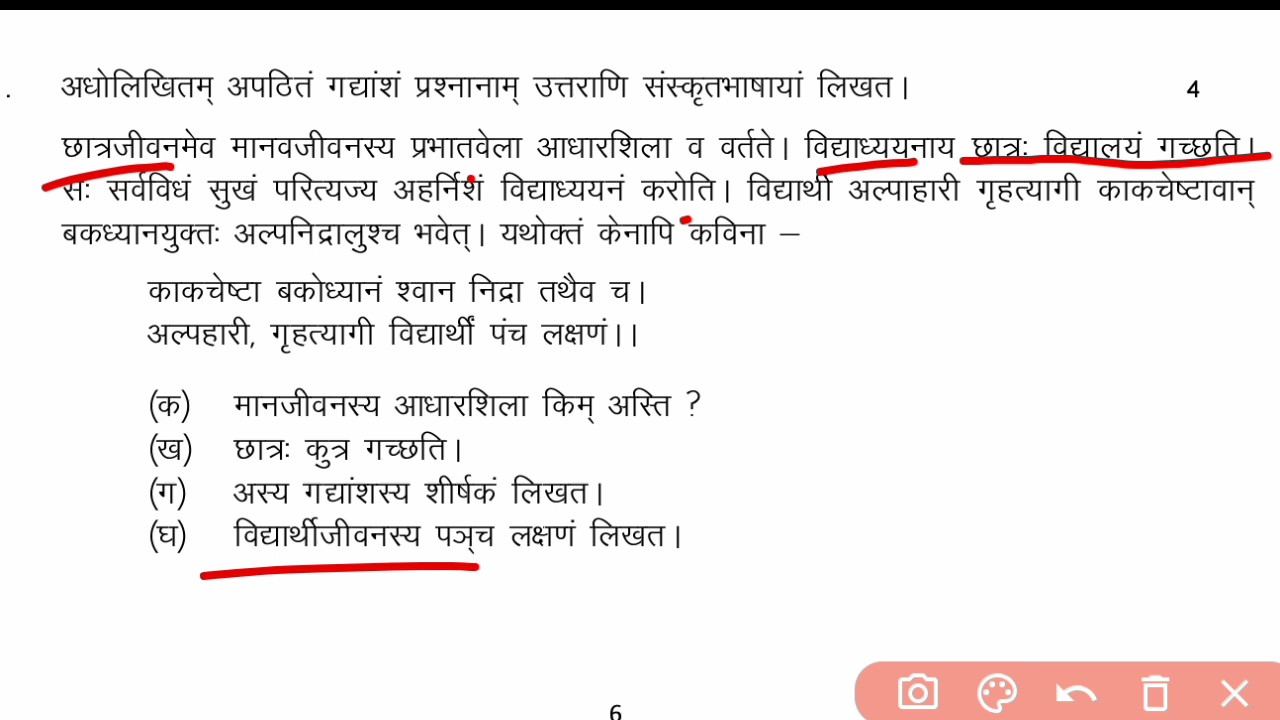 . अधोलिखितम् अपठितं गद्यांशं प्रश्नानाम् उत्तराणि संस्कृतभाषायां लिखत। 4
छात्रजीवनमेव मानवजीवनस्य प्रभातवेला आधारशिला व वर्तते। विद्याध्ययनाय छात्रः विद्यालयं गच्छति।
सः सर्वविधं सुखं परित्यज्य अहर्निशं विद्याध्ययनं करोति। विद्यार्थी अल्पाहारी गृहत्यागी काकचेष्टावान्
बकध्यानयुक्तः अल्पनिद्रालुश्च भवेत्। यथोक्तं केनापि कविना –
काकचेष्टा बकोध्यानं श्वान निद्रा तथैव च।
अल्पहारी, गृहत्यागी विद्यार्थीं पंच लक्षणं।।
(क) मानजीवनस्य आधारशिला किम् अस्ति ?
(ख) छात्रः कुत्र गच्छति।
(ग) अस्य गद्यांशस्य शीर्षकं लिखत।
(घ) विद्यार्थीजीवनस्य पञ्च लक्षणं लिखत।
6